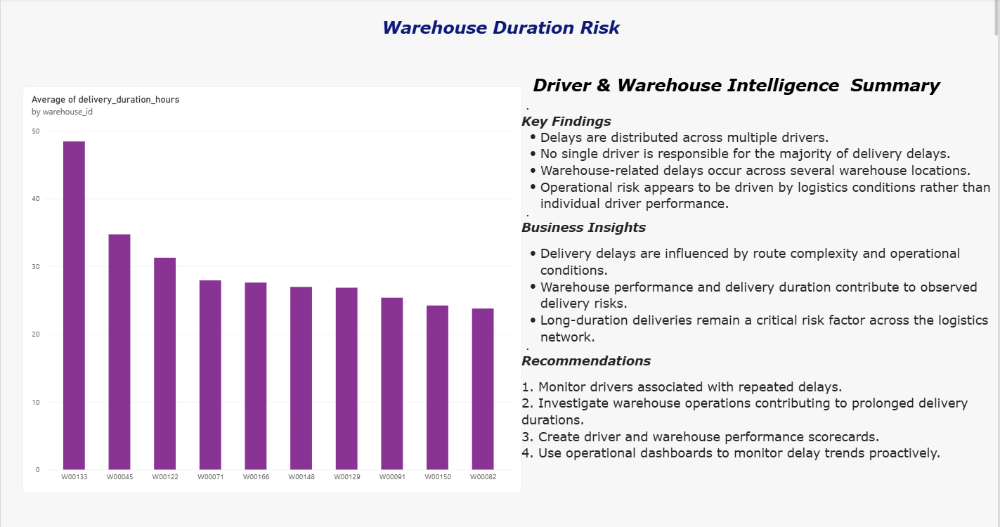 Warehouse Duration Risk
Average of delivery_duration_hours
by warehouse_id
50
40
30
20
10
0
W00133 W00045 W00122 W00071 W00166 W00148 W00129 W00091 W00150 W00082
Driver & Warehouse Intelligence  Summary
.
Key Findings
• Delays are distributed across multiple drivers.
• No single driver is responsible for the majority of delivery delays.
• Warehouse-related delays occur across several warehouse locations.
• Operational risk appears to be driven by logistics conditions rather than
individual driver performance.
.
Business Insights
• Delivery delays are influenced by route complexity and operational
conditions.
• Warehouse performance and delivery duration contribute to observed
delivery risks.
• Long-duration deliveries remain a critical risk factor across the logistics
network.
.
Recommendations
1. Monitor drivers associated with repeated delays.
2. Investigate warehouse operations contributing to prolonged delivery
durations.
3. Create driver and warehouse performance scorecards.
4. Use operational dashboards to monitor delay trends proactively.